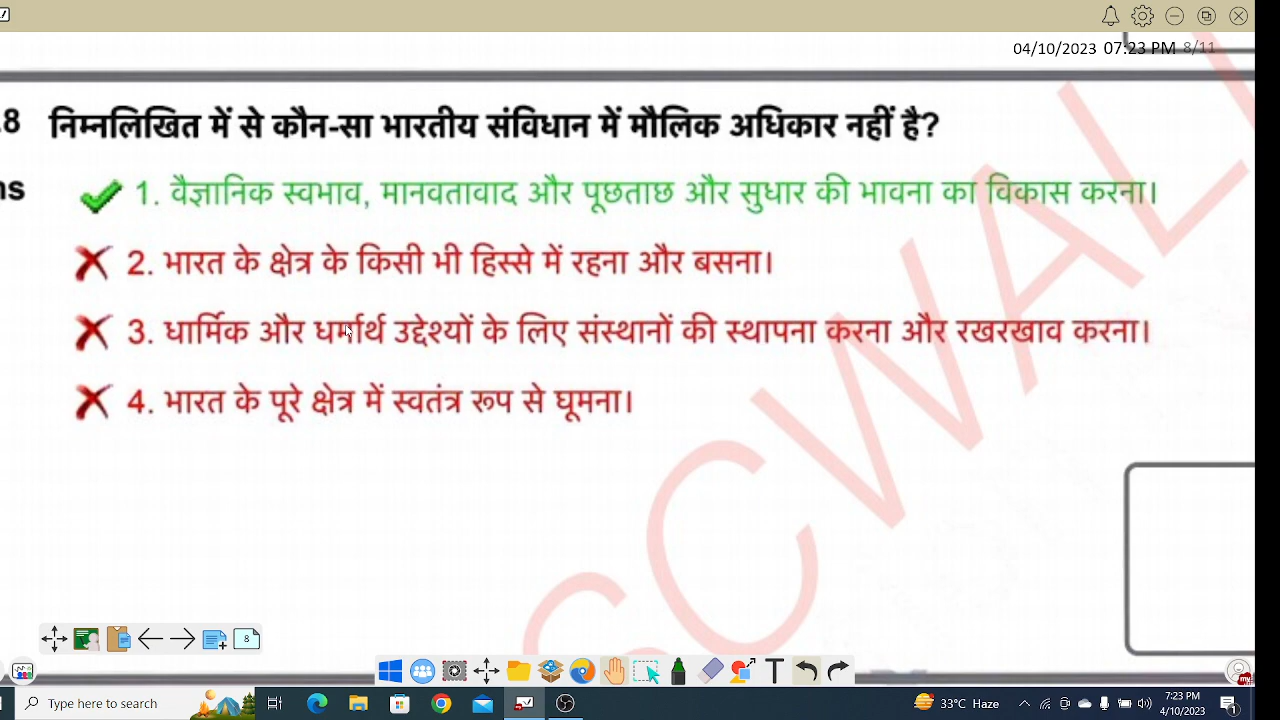 04/10/2023 07:23 PM 8/11
.8 निम्नलिखित में से कौन-सा भारतीय संविधान में मौलिक अधिकार नहीं है?
ns 1. वैज्ञानिक स्वभाव, मानवतावाद और पूछताछ और सुधार की भावना का विकास करना।
2. भारत के क्षेत्र के किसी भी हिस्से में रहना और बसना।
3. धार्मिक और धर्मार्थ उद्देश्यों के लिए संस्थानों की स्थापना करना और रखरखाव करना।
4. भारत के पूरे क्षेत्र में स्वतंत्र रूप से घूमना।
SCWAL
8
Type here to search
33°C Haze
7:23 PM
4/10/2023